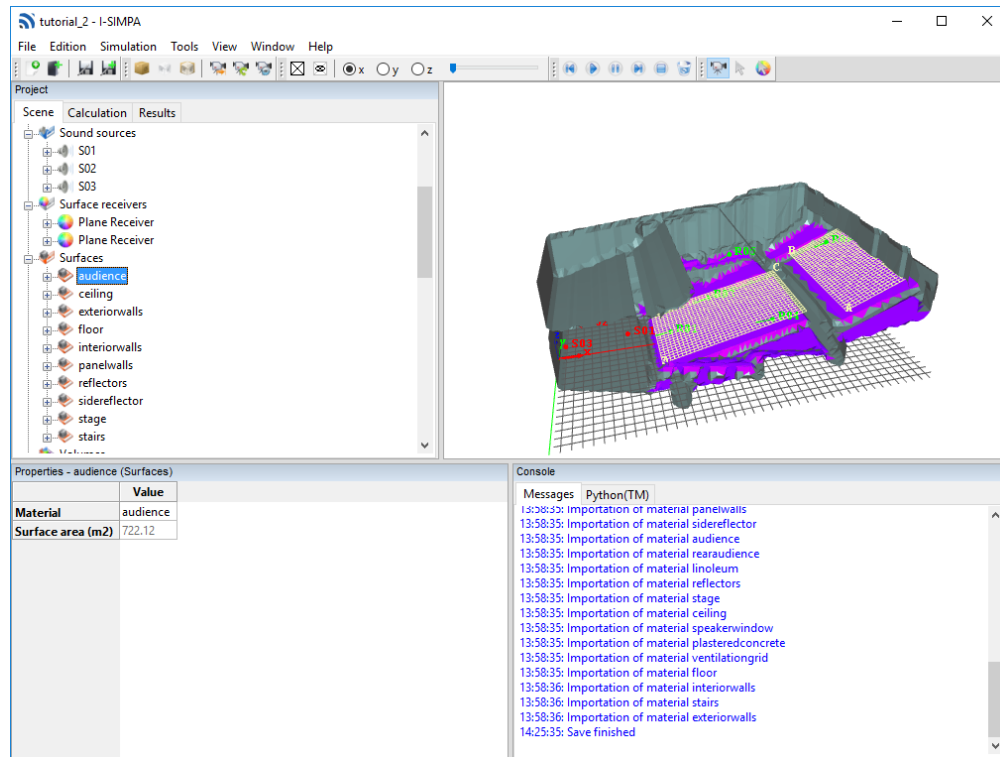 tutorial_2 - I-SIMPA
File Edition Simulation Tools View Window Help
x y z
Project
Scene Calculation Results
Sound sources
S01
S02
S03
Surface receivers
Plane Receiver
Plane Receiver
Surfaces
audience
ceiling
exteriorwalls
floor
interiorwalls
panelwalls
reflectors
sidereflector
stage
stairs
Volumes
C
S03
x
A
Properties - audience (Surfaces)
Value
Material audience
Surface area (m2) 722.12
Console
Messages Python(TM)
13:58:35: Importation of material panelwalls
13:58:35: Importation of material sidereflector
13:58:35: Importation of material audience
13:58:35: Importation of material rearaudience
13:58:35: Importation of material linoleum
13:58:35: Importation of material reflectors
13:58:35: Importation of material stage
13:58:35: Importation of material ceiling
13:58:35: Importation of material speakerwindow
13:58:35: Importation of material plasteredconcrete
13:58:35: Importation of material ventilationgrid
13:58:35: Importation of material floor
13:58:36: Importation of material interiorwalls
13:58:36: Importation of material stairs
13:58:36: Importation of material exteriorwalls
14:25:35: Save finished